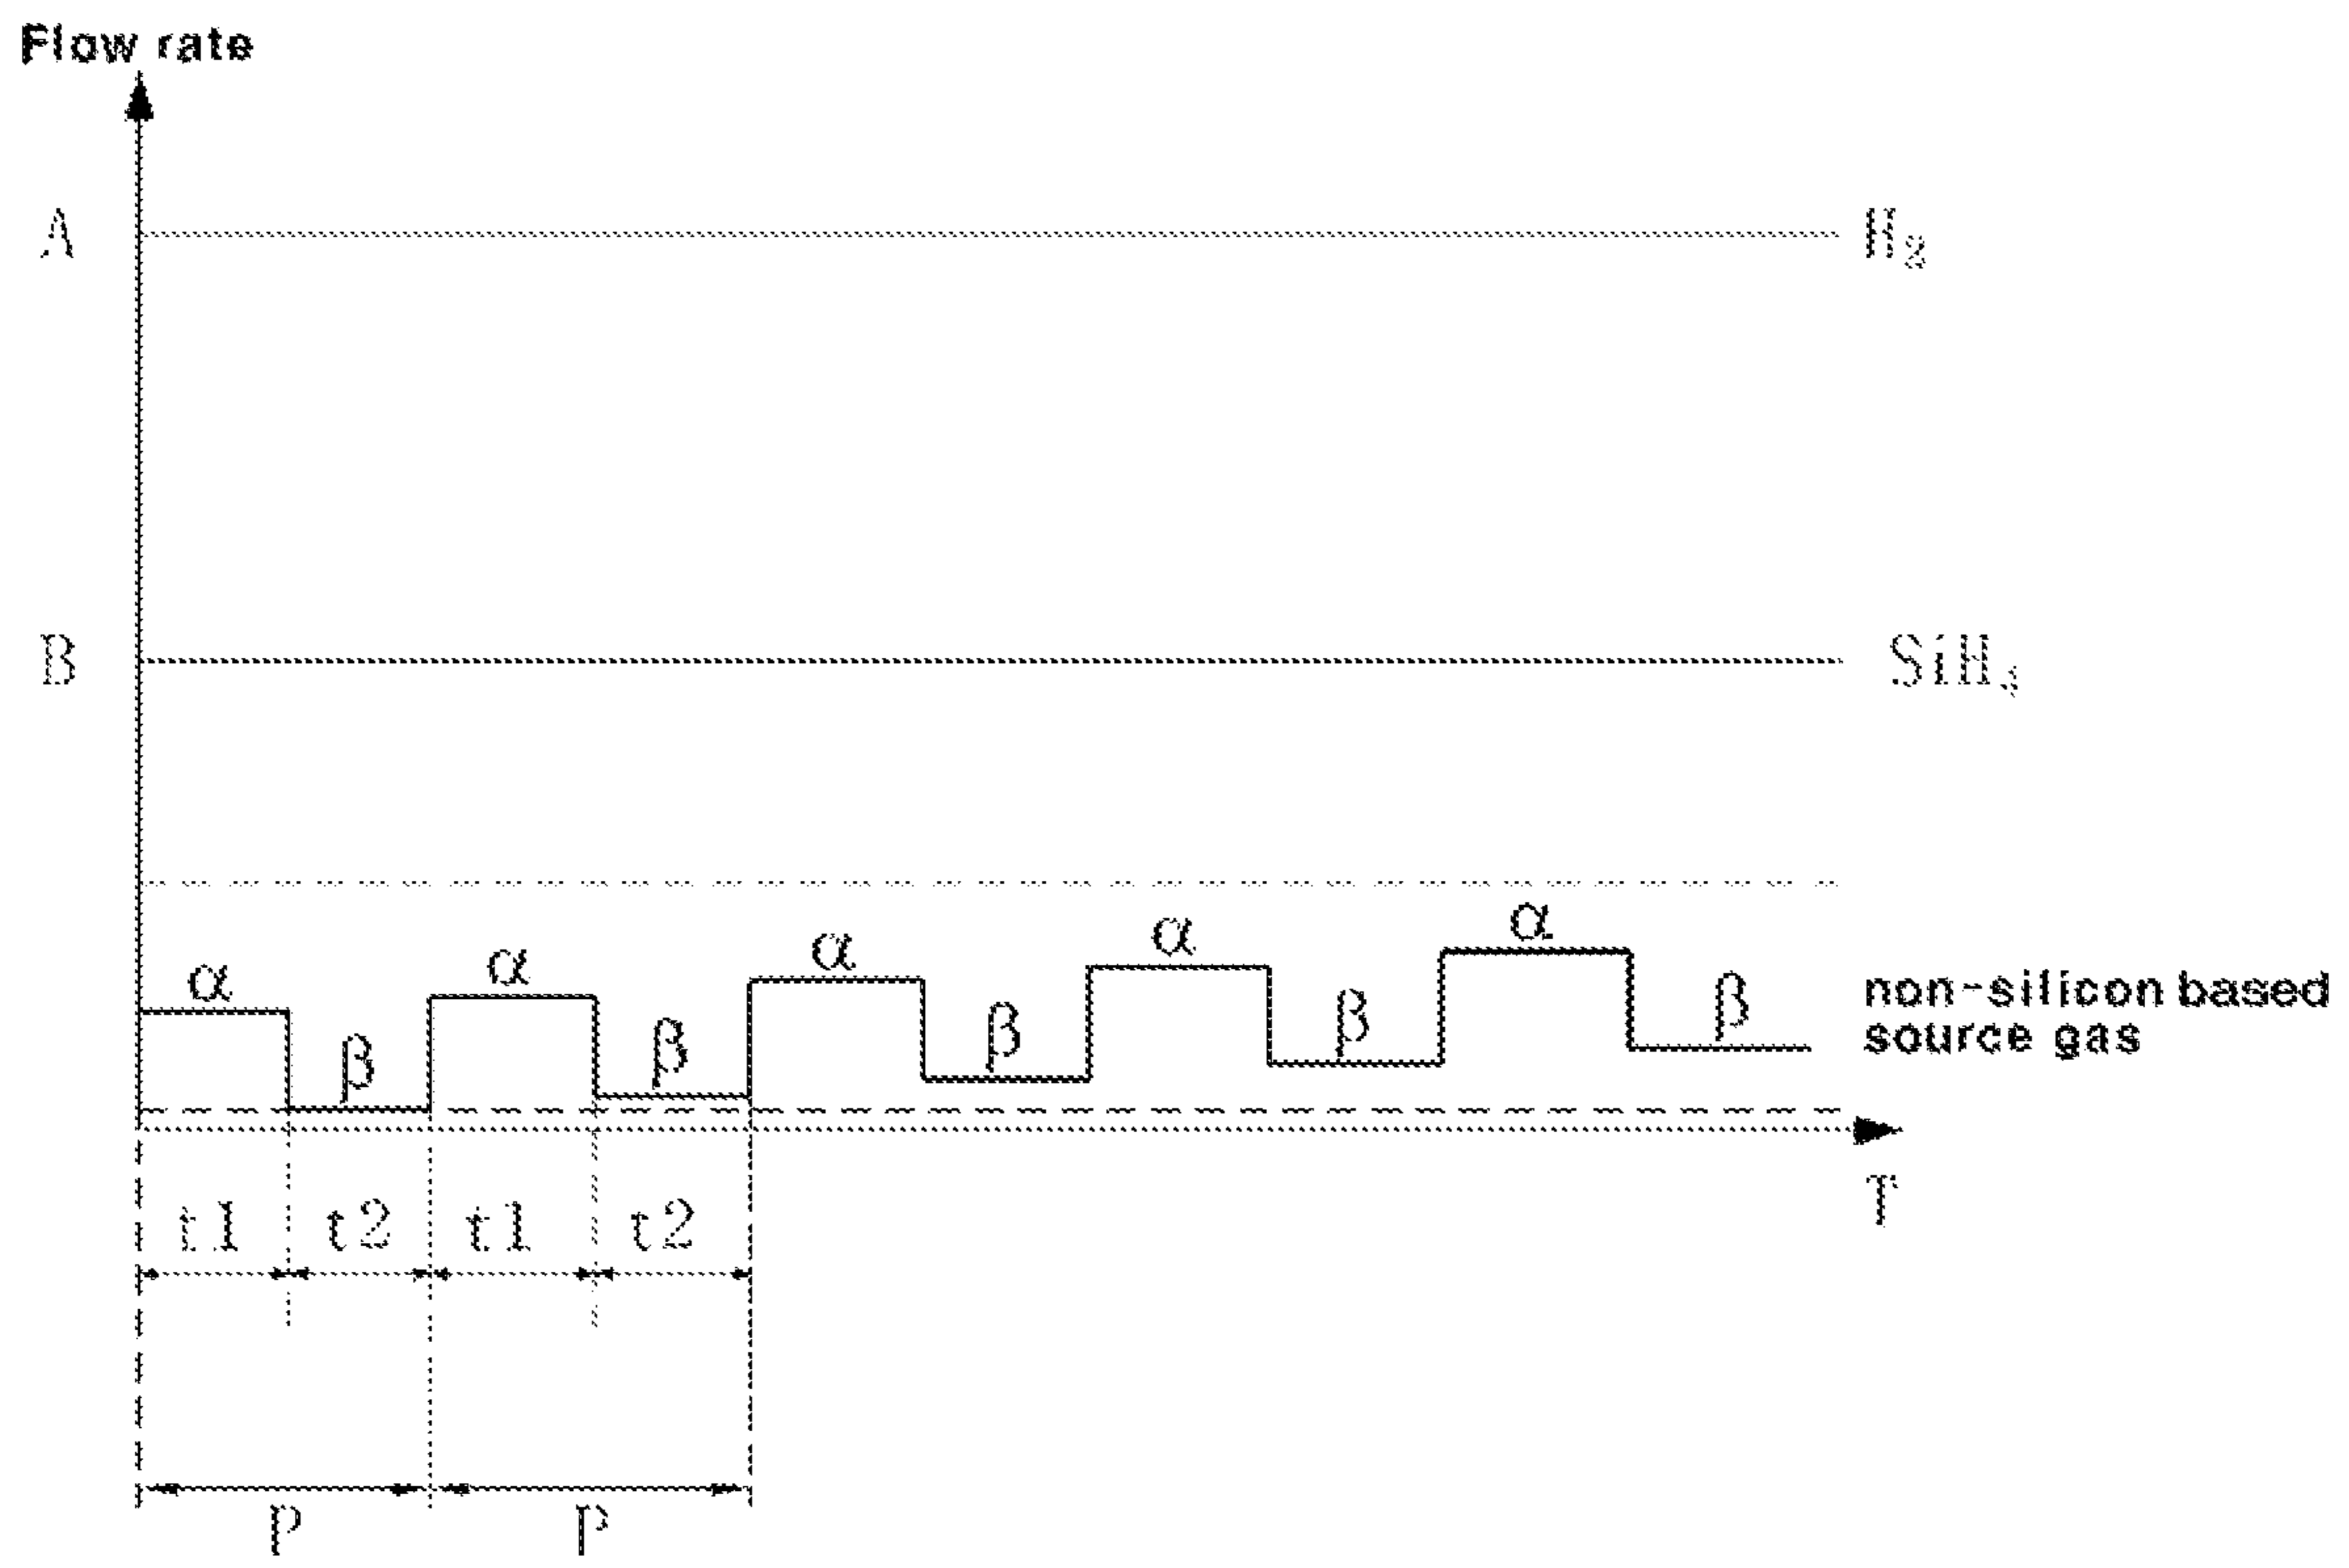 Flow rate
A H₂
B SiH₄
α α α α α
β β β β β
non-silicon based
source gas
T
t1 t2 t1 t2
P P